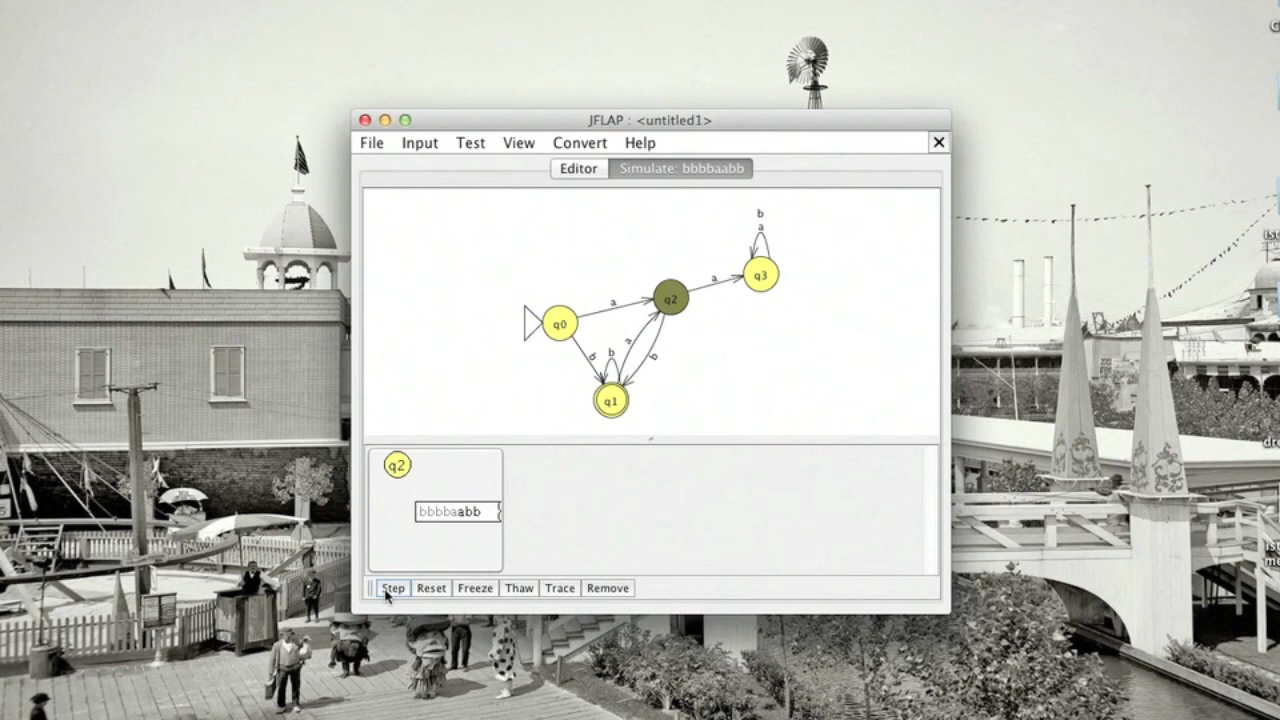 JFLAP : <untitled1>
File Input Test View Convert Help
Editor Simulate: bbbbaabb
b
a
q3
a
q2
a
q0
b
b
a
b
q1
q2
bbbbaabb
Step Reset Freeze Thaw Trace Remove